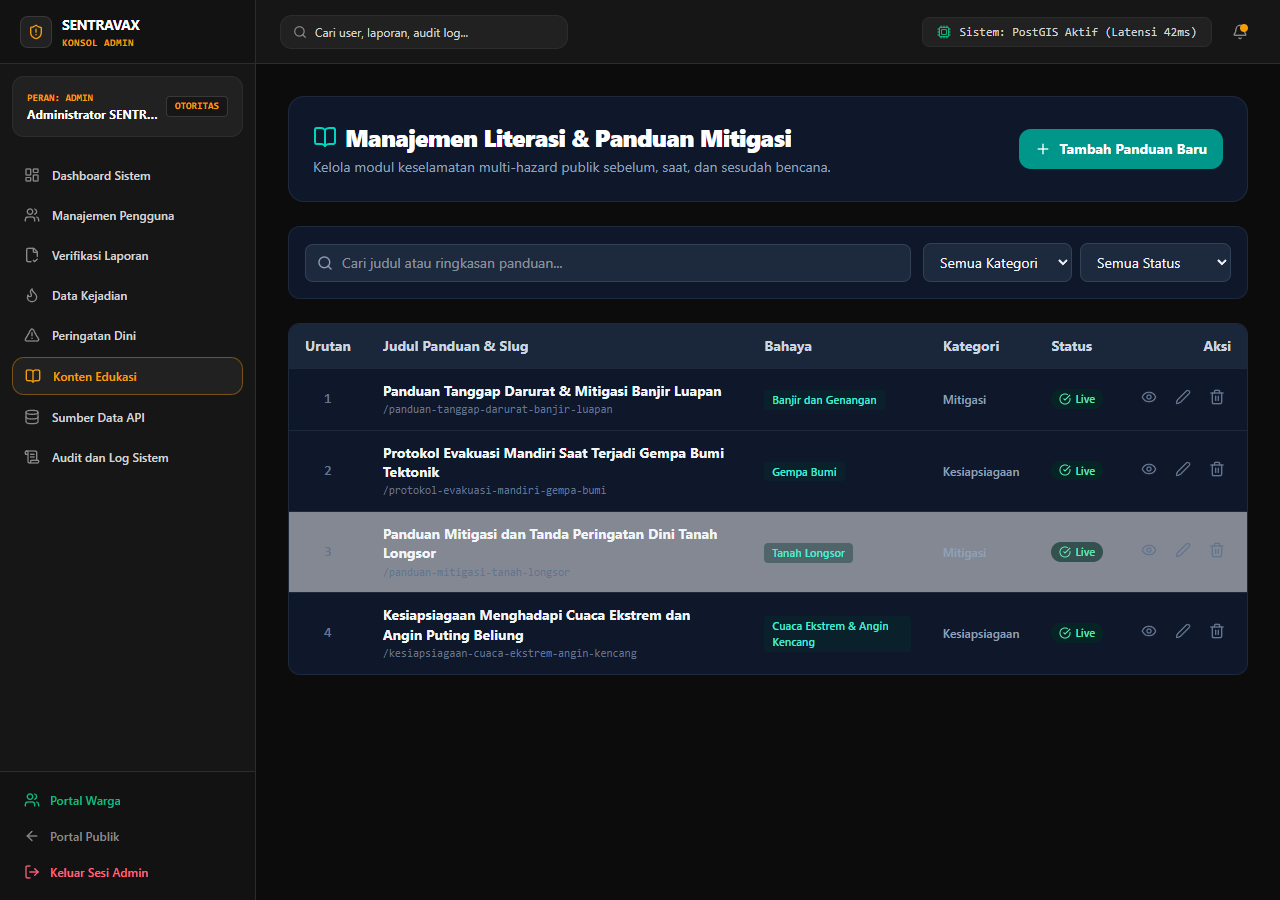 SENTRAVAX
KONSOL ADMIN
Cari user, laporan, audit log...
Sistem: PostGIS Aktif (Latensi 42ms)
PERAN: ADMIN
Administrator SENTR...
OTORITAS
Dashboard Sistem
Manajemen Pengguna
Verifikasi Laporan
Data Kejadian
Peringatan Dini
Konten Edukasi
Sumber Data API
Audit dan Log Sistem
Portal Warga
Portal Publik
Keluar Sesi Admin
Manajemen Literasi & Panduan Mitigasi
Kelola modul keselamatan multi-hazard publik sebelum, saat, dan sesudah bencana.
Tambah Panduan Baru
Cari judul atau ringkasan panduan...
Semua Kategori
Semua Status
Urutan Judul Panduan & Slug Bahaya Kategori Status Aksi
1 Panduan Tanggap Darurat & Mitigasi Banjir Luapan
/panduan-tanggap-darurat-banjir-luapan
Banjir dan Genangan Mitigasi Live
2 Protokol Evakuasi Mandiri Saat Terjadi Gempa Bumi
Tektonik
/protokol-evakuasi-mandiri-gempa-bumi
Gempa Bumi Kesiapsiagaan Live
3 Panduan Mitigasi dan Tanda Peringatan Dini Tanah
Longsor
/panduan-mitigasi-tanah-longsor
Tanah Longsor Mitigasi Live
4 Kesiapsiagaan Menghadapi Cuaca Ekstrem dan
Angin Puting Beliung
/kesiapsiagaan-cuaca-ekstrem-angin-kencang
Cuaca Ekstrem & Angin
Kencang
Kesiapsiagaan Live